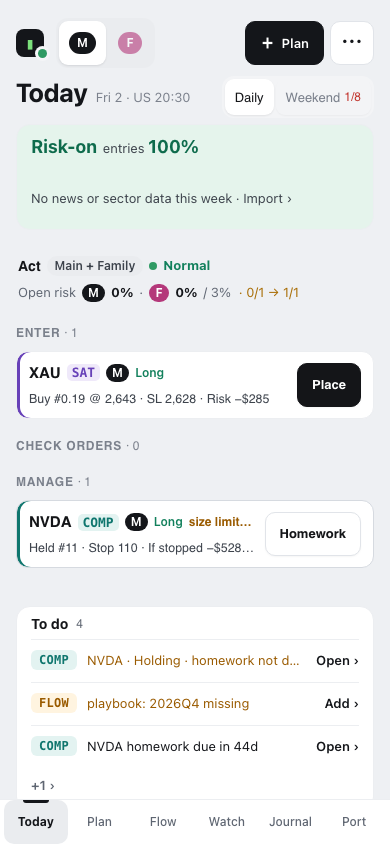 M F + Plan ···
Today Fri 2 · US 20:30 Daily Weekend 1/8
Risk-on entries 100%
No news or sector data this week · Import ›
Act Main + Family Normal
Open risk M 0% · F 0% / 3% · 0/1 → 1/1
ENTER · 1
XAU SAT M Long
Buy #0.19 @ 2,643 · SL 2,628 · Risk −$285
Place
CHECK ORDERS · 0
MANAGE · 1
NVDA COMP M Long size limit…
Held #11 · Stop 110 · If stopped −$528…
Homework
To do 4
COMP NVDA · Holding · homework not d… Open ›
FLOW playbook: 2026Q4 missing Add ›
COMP NVDA homework due in 44d Open ›
+1 ›
Today Plan Flow Watch Journal Port